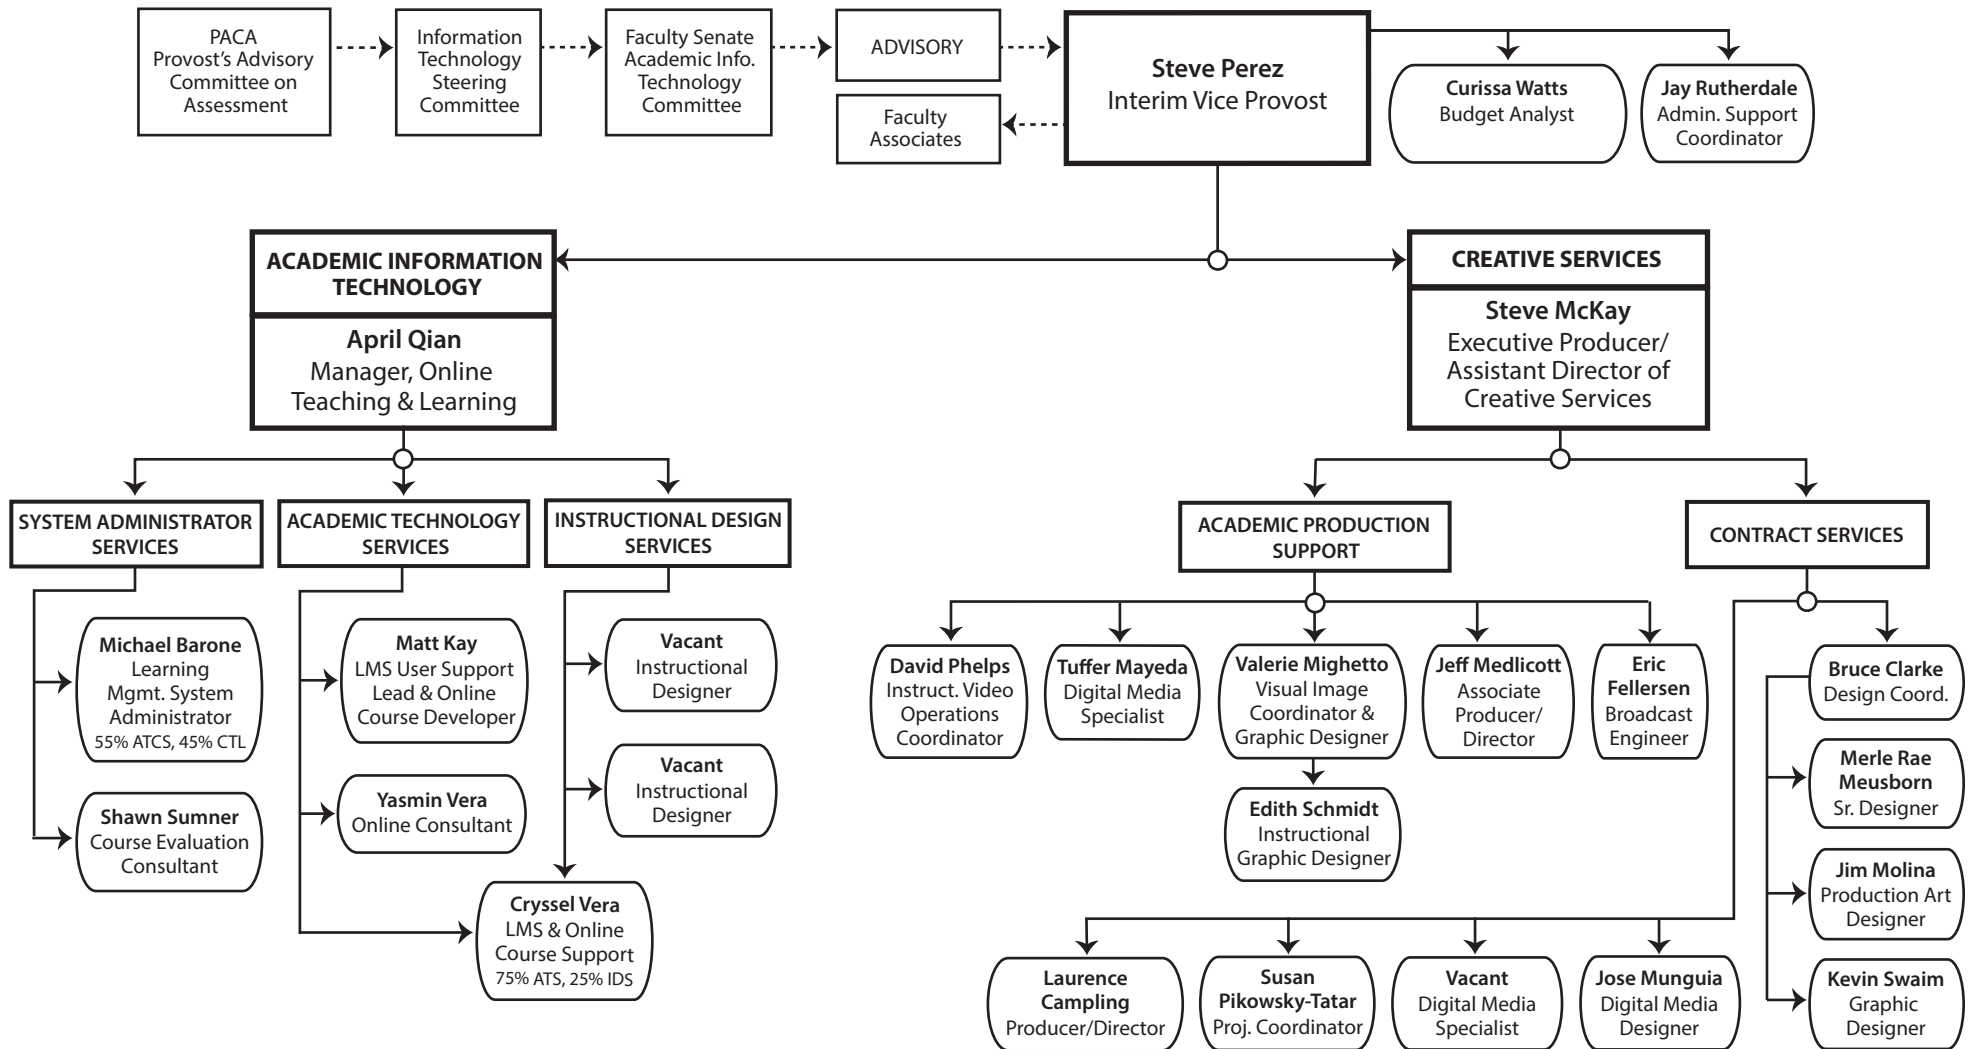 PACA
Provost's Advisory
Committee on
Assessment
Information
Technology
Steering
Committee
Faculty Senate
Academic Info.
Technology
Committee
ADVISORY
Faculty
Associates
Steve Perez
Interim Vice Provost
Curissa Watts
Budget Analyst
Jay Rutherdale
Admin. Support
Coordinator
ACADEMIC INFORMATION
TECHNOLOGY
April Qian
Manager, Online
Teaching & Learning
CREATIVE SERVICES
Steve McKay
Executive Producer/
Assistant Director of
Creative Services
SYSTEM ADMINISTRATOR
SERVICES
ACADEMIC TECHNOLOGY
SERVICES
INSTRUCTIONAL DESIGN
SERVICES
ACADEMIC PRODUCTION
SUPPORT
CONTRACT SERVICES
Michael Barone
Learning
Mgmt. System
Administrator
55% ATCS, 45% CTL
Shawn Sumner
Course Evaluation
Consultant
Matt Kay
LMS User Support
Lead & Online
Course Developer
Yasmin Vera
Online Consultant
Vacant
Instructional
Designer
Vacant
Instructional
Designer
Cryssel Vera
LMS & Online
Course Support
75% ATS, 25% IDS
David Phelps
Instruct. Video
Operations
Coordinator
Tuffer Mayeda
Digital Media
Specialist
Valerie Mighetto
Visual Image
Coordinator &
Graphic Designer
Jeff Medlicott
Associate
Producer/
Director
Eric
Fellersen
Broadcast
Engineer
Edith Schmidt
Instructional
Graphic Designer
Bruce Clarke
Design Coord.
Merle Rae
Meusborn
Sr. Designer
Jim Molina
Production Art
Designer
Kevin Swaim
Graphic
Designer
Laurence
Campling
Producer/Director
Susan
Pikowsky-Tatar
Proj. Coordinator
Vacant
Digital Media
Specialist
Jose Munguia
Digital Media
Designer